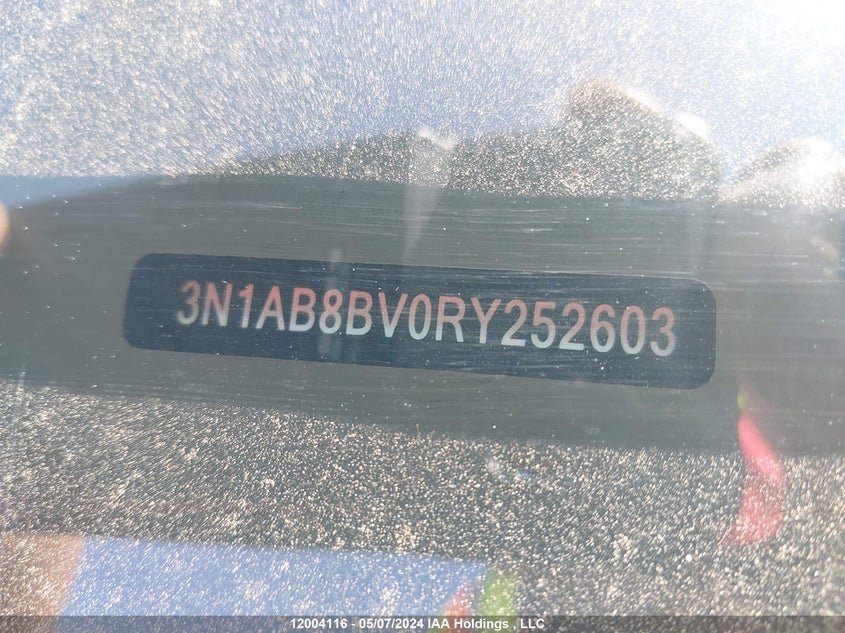 3N1AB8BV0RY252603
12004116 - 05/07/2024 IAA Holdings , LLC